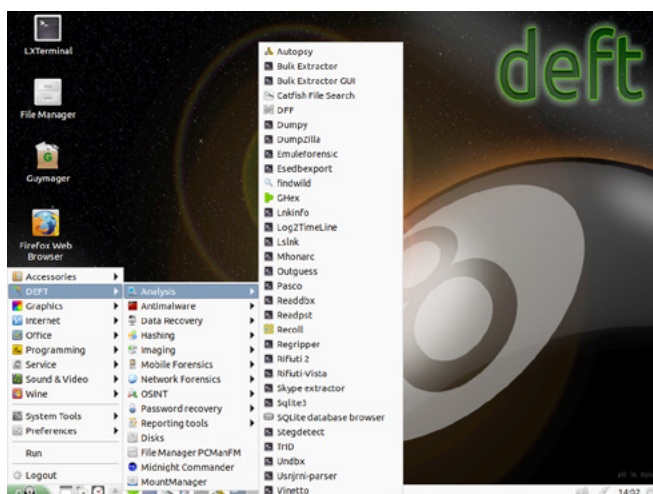 deft
LXTerminal
File Manager
Guymager
Firefox Web
Browser
Accessories
DEFT
Graphics
Internet
Office
Programming
Service
Sound & Video
Wine
System Tools
Preferences
Run
Logout
Analysis
Antimalware
Data Recovery
Hashing
Imaging
Mobile Forensics
Network Forensics
OSINT
Password recovery
Reporting tools
Disks
File Manager PCManFM
Midnight Commander
MountManager
Autopsy
Bulk Extractor
Bulk Extractor GUI
Catfish File Search
DFF
Dumpy
DumpZilla
Emuleforensic
Esedbexport
findwild
GHex
Lnkinfo
Log2TimeLine
Lslnk
Mhonarc
Outguess
Pasco
Readdbx
Readpst
Recoll
Regripper
Rifiuti 2
Rifiuti-Vista
Skype extractor
Sqlite3
SQLite database browser
Stegdetect
TrID
Undbx
Usnjrnl-parser
Vinetto
14:02